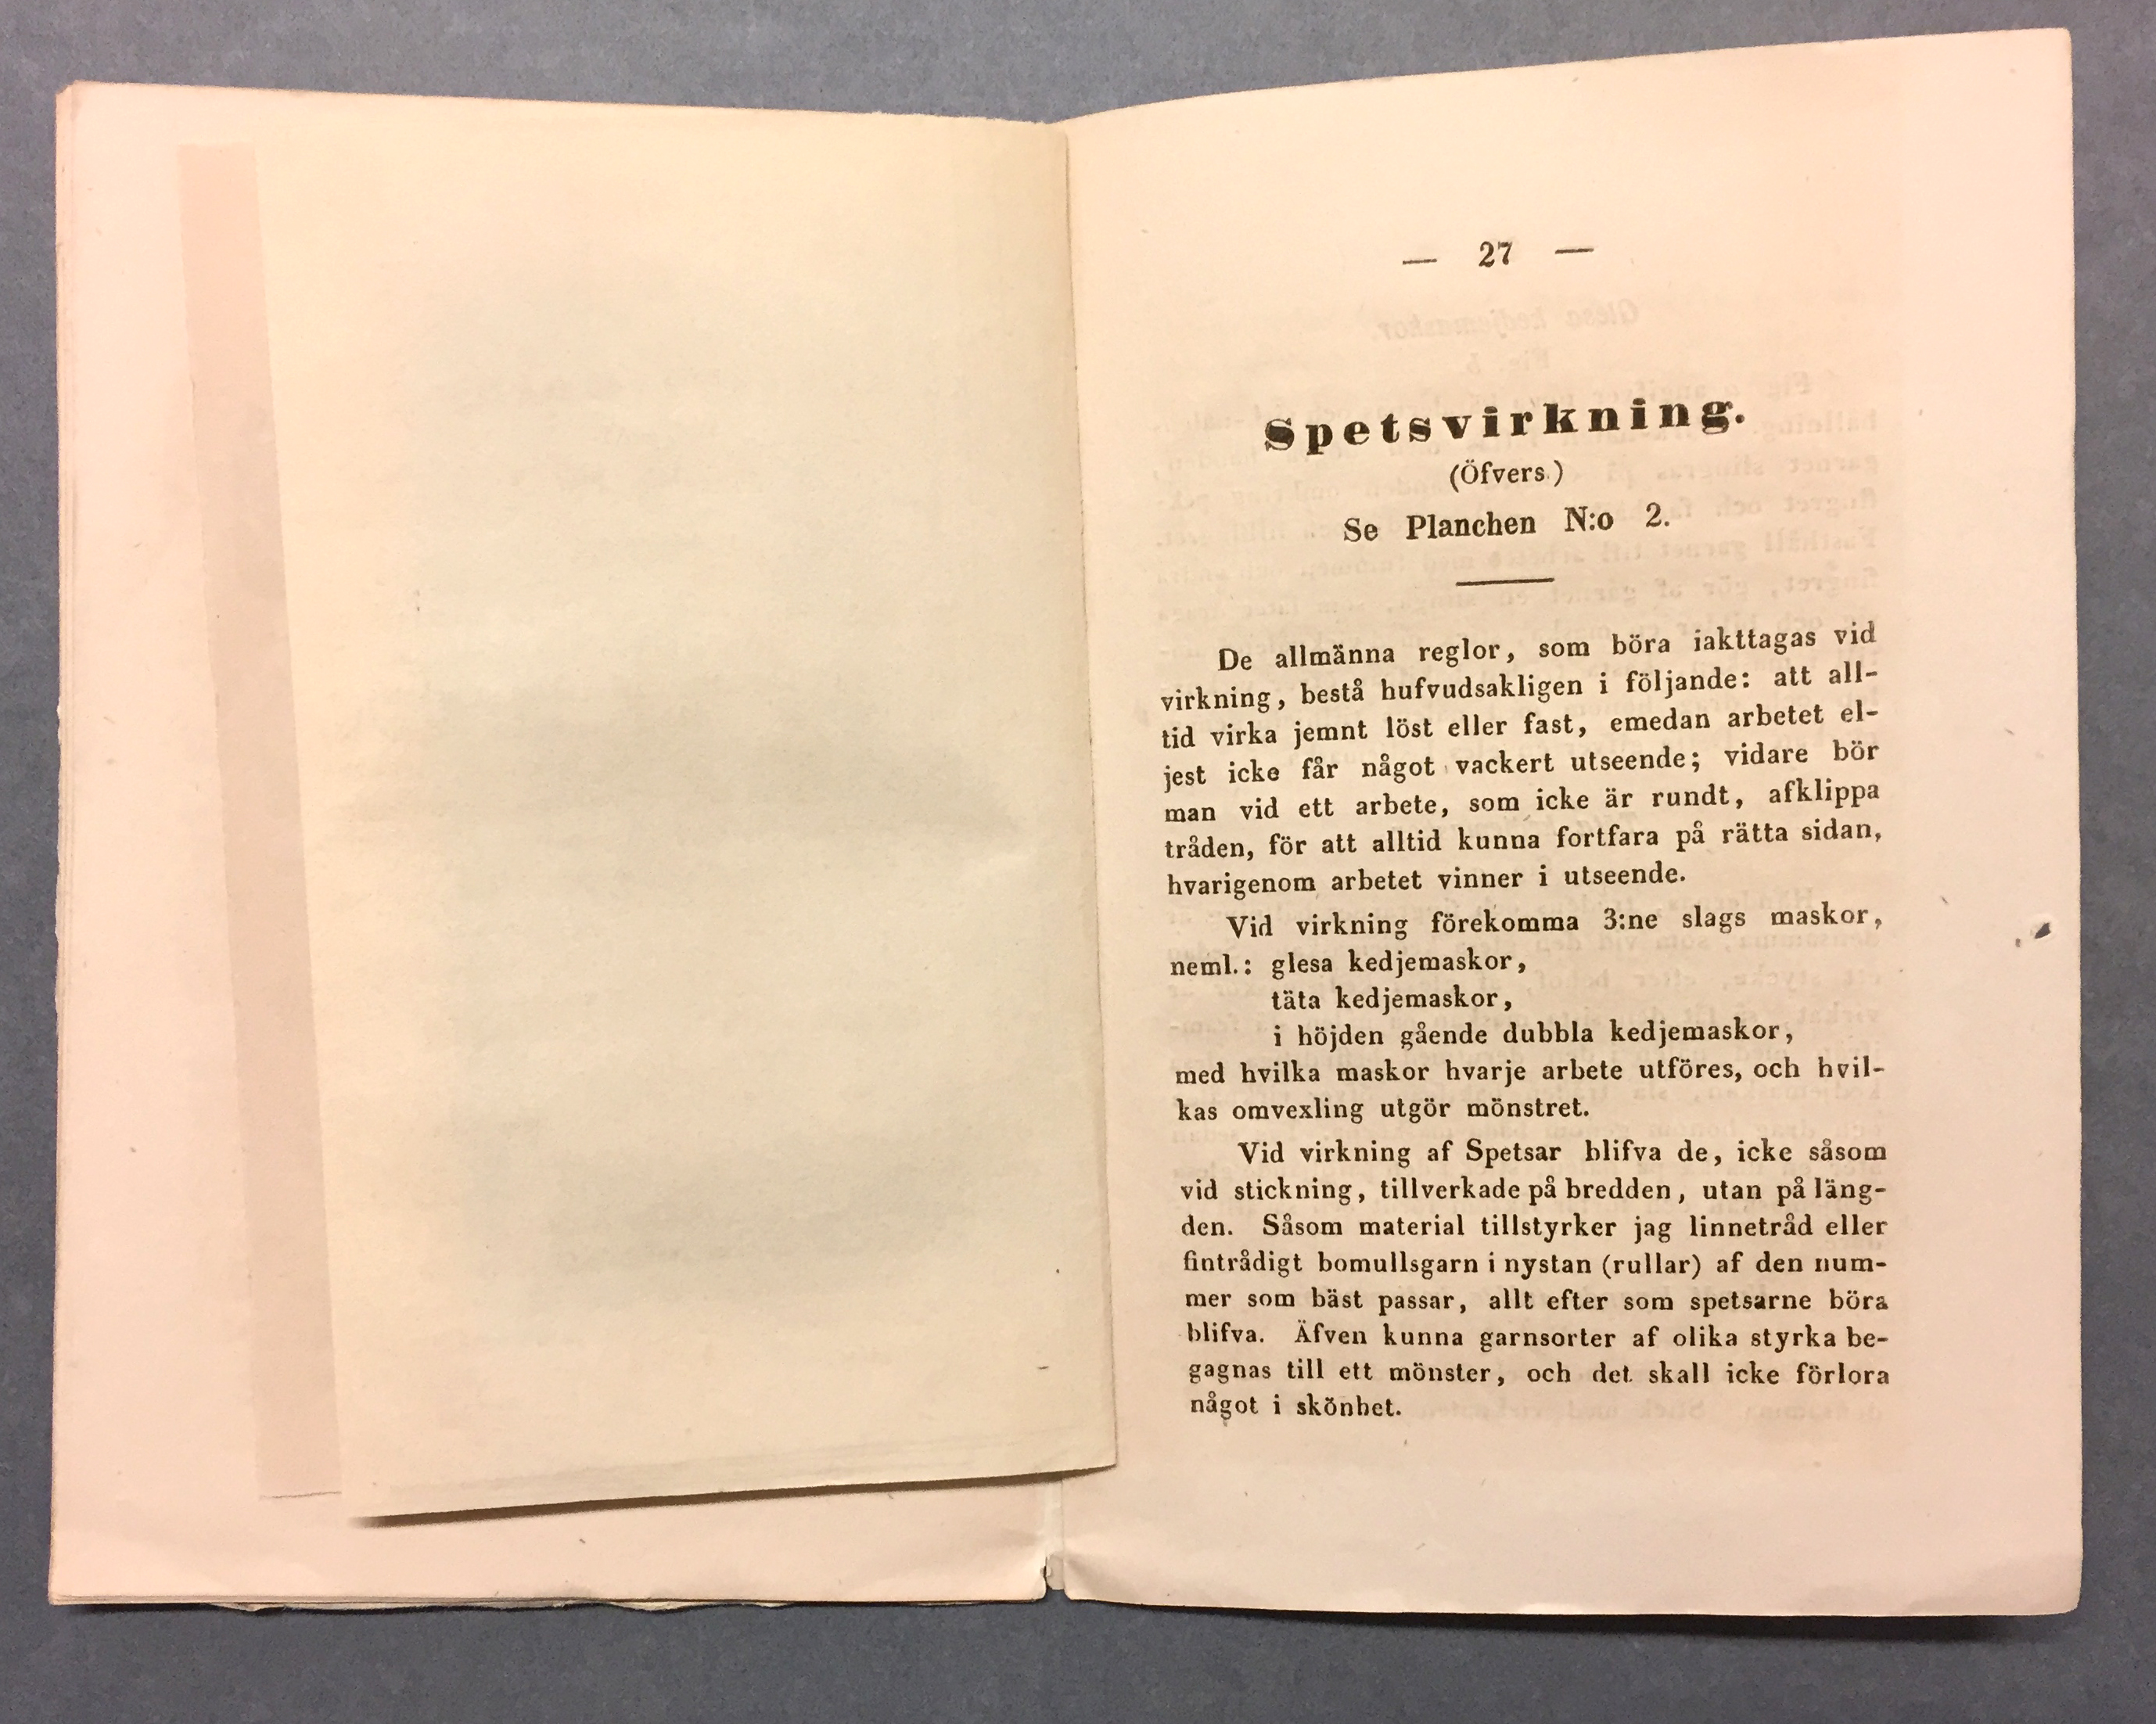 — 27 —
Spetsvirkning.
(Öfvers.)
Se Planchen N:o 2.
De allmänna reglor, som böra iakttagas vid
virkning, bestå hufvudsakligen i följande: att all-
tid virka jemnt löst eller fast, emedan arbetet el-
jest icke får något vackert utseende; vidare bör
man vid ett arbete, som icke är rundt, afklippa
tråden, för att alltid kunna fortfara på rätta sidan,
hvarigenom arbetet vinner i utseende.
Vid virkning förekomma 3:ne slags maskor,
neml.: glesa kedjemaskor,
täta kedjemaskor,
i höjden gående dubbla kedjemaskor,
med hvilka maskor hvarje arbete utföres, och hvil-
kas omvexling utgör mönstret.
Vid virkning af Spetsar blifva de, icke såsom
vid stickning, tillverkade på bredden, utan på läng-
den. Såsom material tillstyrker jag linnetråd eller
fintrådigt bomullsgarn i nystan (rullar) af den num-
mer som bäst passar, allt efter som spetsarne böra
blifva. Äfven kunna garnsorter af olika styrka be-
gagnas till ett mönster, och det skall icke förlora
något i skönhet.